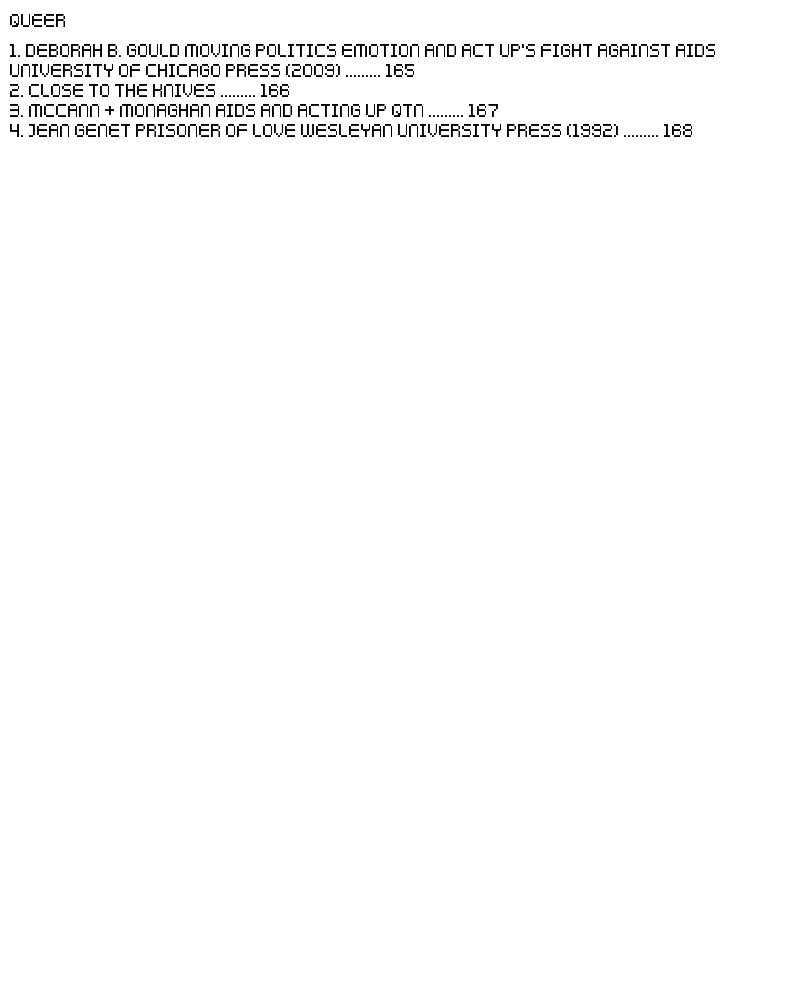 QUEER
1. DEBORAH B. GOULD MOVING POLITICS EMOTION AND ACT UP'S FIGHT AGAINST AIDS
UNIVERSITY OF CHICAGO PRESS (2009) ......... 165
2. CLOSE TO THE KNIVES ......... 166
3. MCCANN + MONAGHAN AIDS AND ACTING UP QTN ......... 167
4. JEAN GENET PRISONER OF LOVE WESLEYAN UNIVERSITY PRESS (1992) ......... 168